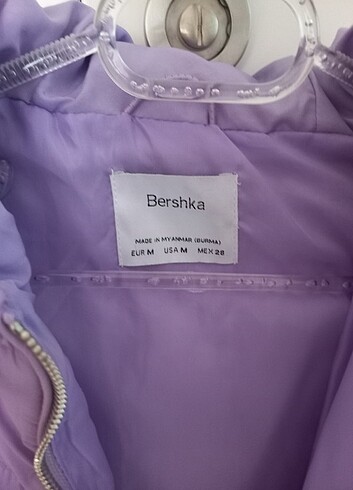 Bershka
MADE IN MYANMAR (BURMA)
EUR M USA M MEX 28